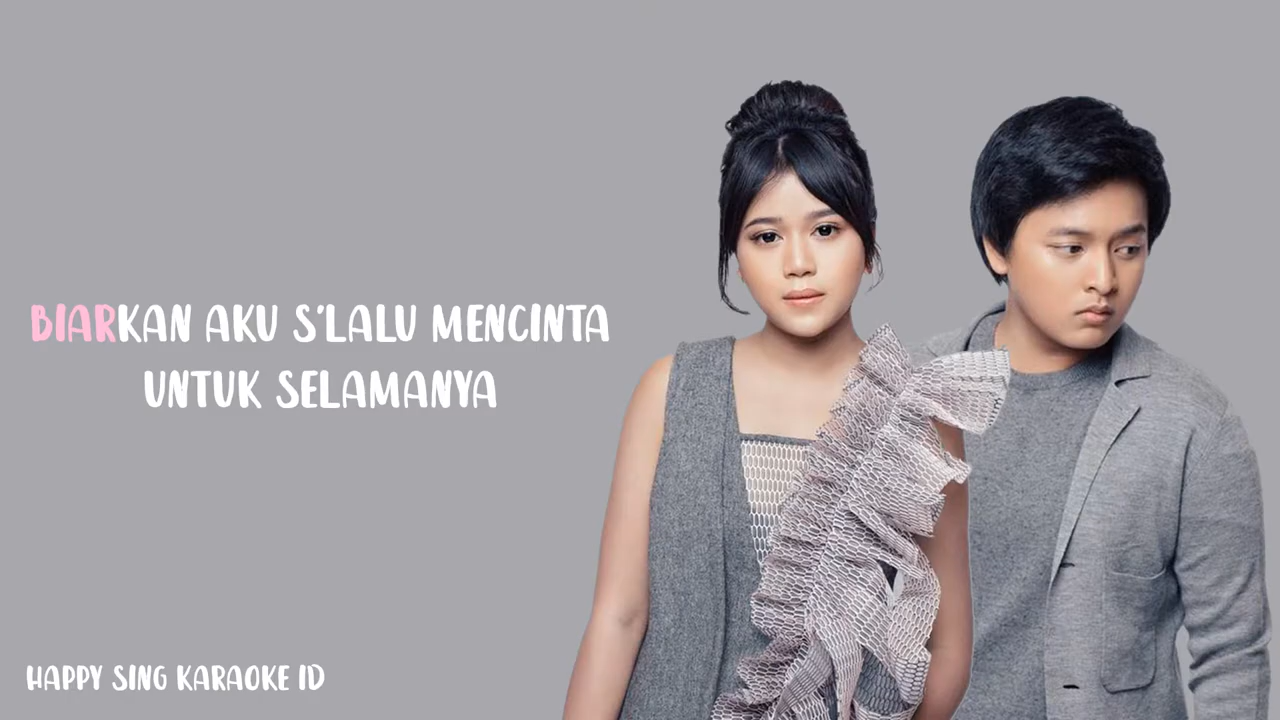 BIARKAN AKU S'LALU MENCINTA
UNTUK SELAMANYA
HAPPY SING KARAOKE ID